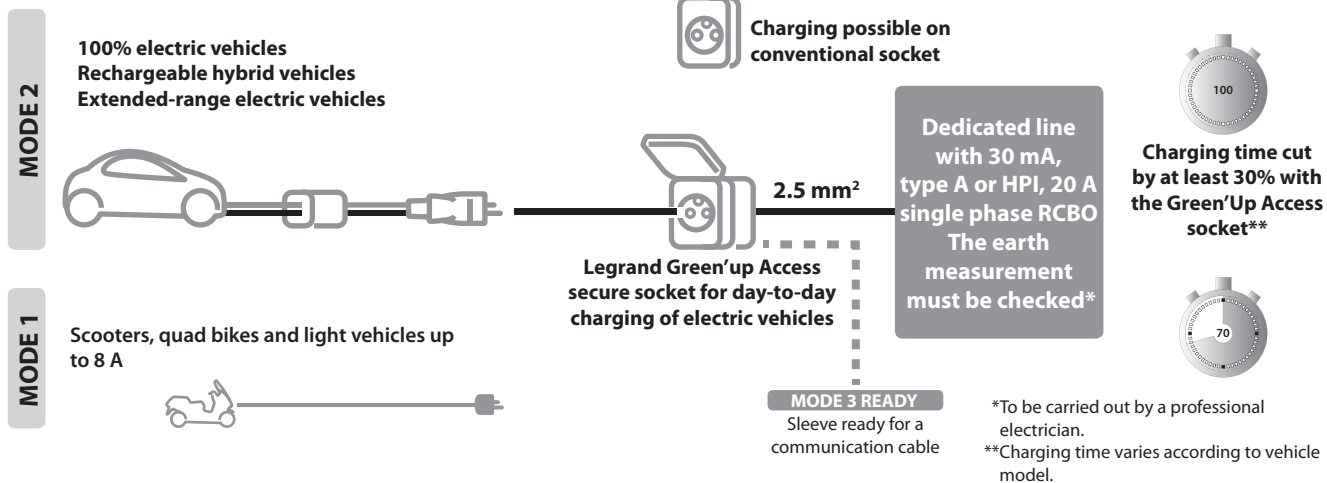 MODE 2
100% electric vehicles
Rechargeable hybrid vehicles
Extended-range electric vehicles
Charging possible on
conventional socket
2.5 mm²
Legrand Green’up Access
secure socket for day-to-day
charging of electric vehicles
Dedicated line
with 30 mA,
type A or HPI, 20 A
single phase RCBO
The earth
measurement
must be checked*
100
Charging time cut
by at least 30% with
the Green’Up Access
socket**
70
MODE 1
Scooters, quad bikes and light vehicles up
to 8 A
MODE 3 READY
Sleeve ready for a
communication cable
*To be carried out by a professional
electrician.
**Charging time varies according to vehicle
model.